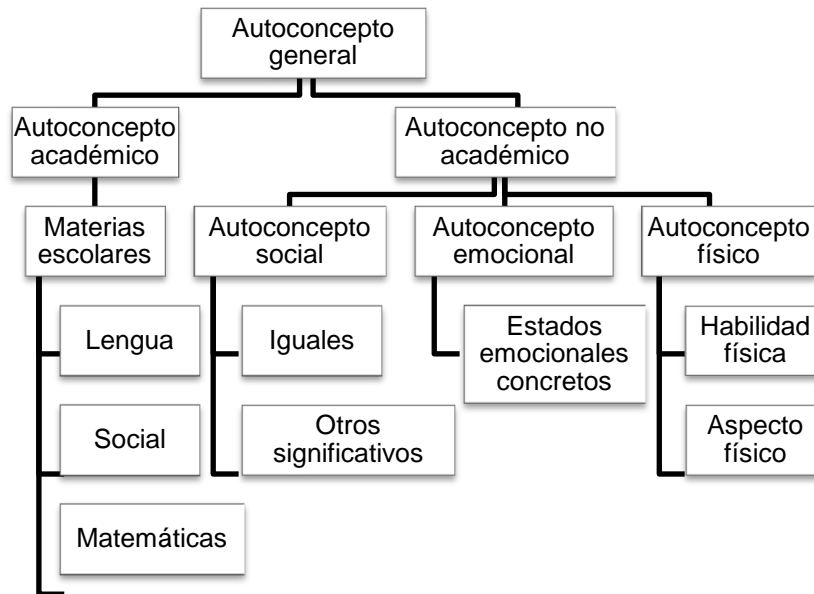 Autoconcepto
general
Autoconcepto
académico
Autoconcepto no
académico
Materias
escolares
Autoconcepto
social
Autoconcepto
emocional
Autoconcepto
físico
Lengua
Iguales
Estados
emocionales
concretos
Habilidad
física
Social
Otros
significativos
Aspecto
físico
Matemáticas